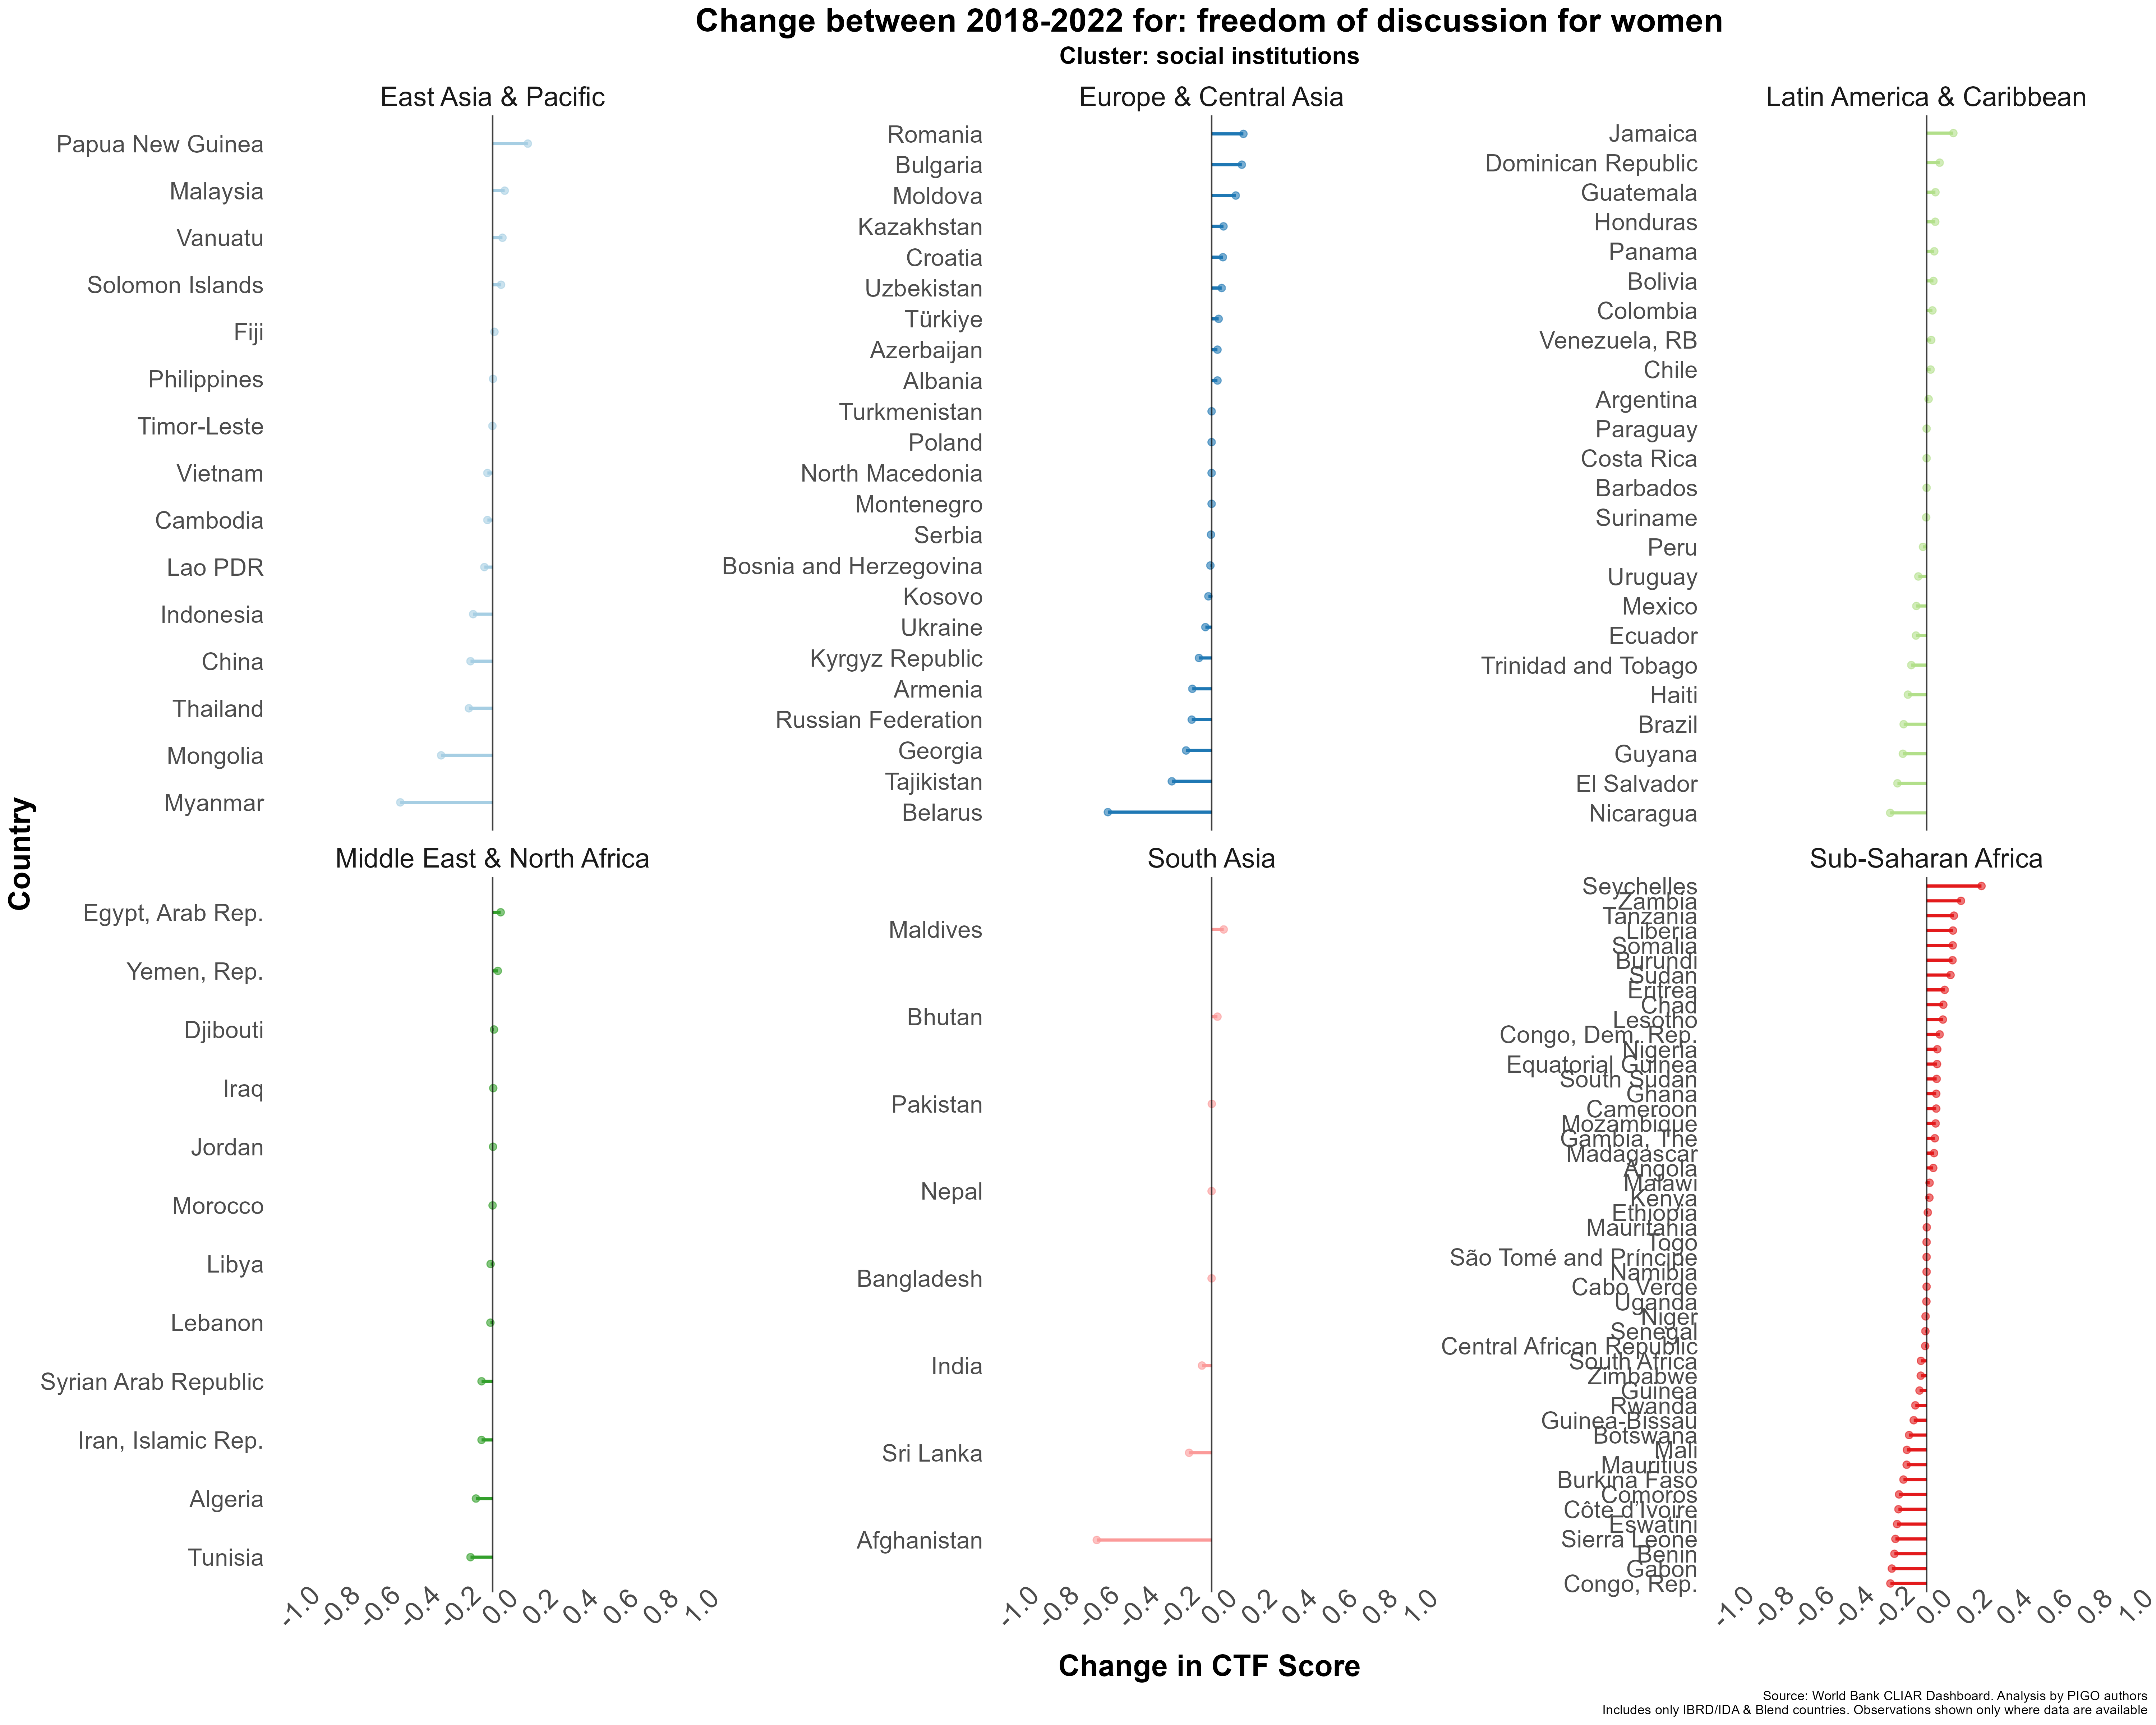 Change between 2018-2022 for: freedom of discussion for women
Cluster: social institutions
Country
East Asia & Pacific
Papua New Guinea
Malaysia
Vanuatu
Solomon Islands
Fiji
Philippines
Timor-Leste
Vietnam
Cambodia
Lao PDR
Indonesia
China
Thailand
Mongolia
Myanmar
Europe & Central Asia
Romania
Bulgaria
Moldova
Kazakhstan
Croatia
Uzbekistan
Türkiye
Azerbaijan
Albania
Turkmenistan
Poland
North Macedonia
Montenegro
Serbia
Bosnia and Herzegovina
Kosovo
Ukraine
Kyrgyz Republic
Armenia
Russian Federation
Georgia
Tajikistan
Belarus
Latin America & Caribbean
Jamaica
Dominican Republic
Guatemala
Honduras
Panama
Bolivia
Colombia
Venezuela, RB
Chile
Argentina
Paraguay
Costa Rica
Barbados
Suriname
Peru
Uruguay
Mexico
Ecuador
Trinidad and Tobago
Haiti
Brazil
Guyana
El Salvador
Nicaragua
Middle East & North Africa
Egypt, Arab Rep.
Yemen, Rep.
Djibouti
Iraq
Jordan
Morocco
Libya
Lebanon
Syrian Arab Republic
Iran, Islamic Rep.
Algeria
Tunisia
-1.0 -0.8 -0.6 -0.4 -0.2 0.0 0.2 0.4 0.6 0.8 1.0
South Asia
Maldives
Bhutan
Pakistan
Nepal
Bangladesh
India
Sri Lanka
Afghanistan
-1.0 -0.8 -0.6 -0.4 -0.2 0.0 0.2 0.4 0.6 0.8 1.0
Sub-Saharan Africa
Seychelles
Zambia
Tanzania
Liberia
Somalia
Burundi
Sudan
Eritrea
Chad
Lesotho
Congo, Dem. Rep.
Nigeria
Equatorial Guinea
South Sudan
Ghana
Cameroon
Mozambique
Gambia, The
Madagascar
Angola
Malawi
Kenya
Ethiopia
Mauritania
Togo
São Tomé and Príncipe
Namibia
Cabo Verde
Uganda
Niger
Senegal
Central African Republic
South Africa
Zimbabwe
Guinea
Rwanda
Guinea-Bissau
Botswana
Mali
Mauritius
Burkina Faso
Comoros
Côte d'Ivoire
Eswatini
Sierra Leone
Benin
Gabon
Congo, Rep.
-1.0 -0.8 -0.6 -0.4 -0.2 0.0 0.2 0.4 0.6 0.8 1.0
Change in CTF Score
Source: World Bank CLIAR Dashboard. Analysis by PIGO authors
Includes only IBRD/IDA & Blend countries. Observations shown only where data are available